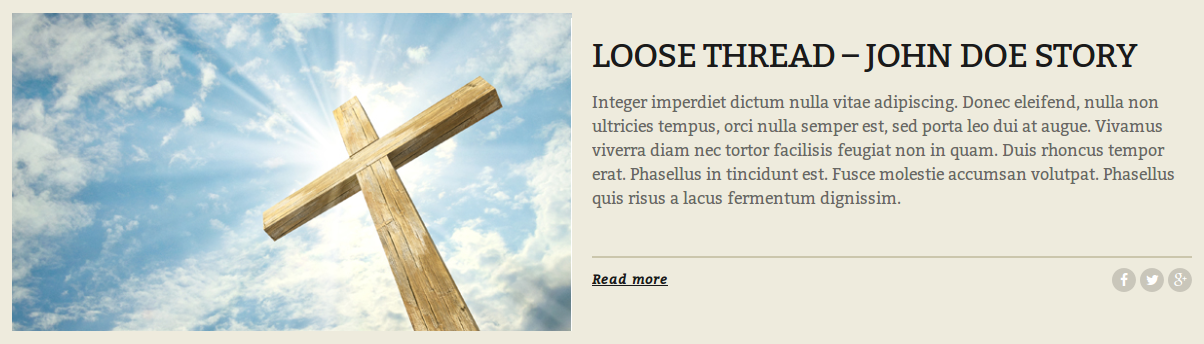 LOOSE THREAD – JOHN DOE STORY
Integer imperdiet dictum nulla vitae adipiscing. Donec eleifend, nulla non
ultricies tempus, orci nulla semper est, sed porta leo dui at augue. Vivamus
viverra diam nec tortor facilisis feugiat non in quam. Duis rhoncus tempor
erat. Phasellus in tincidunt est. Fusce molestie accumsan volutpat. Phasellus
quis risus a lacus fermentum dignissim.
Read more